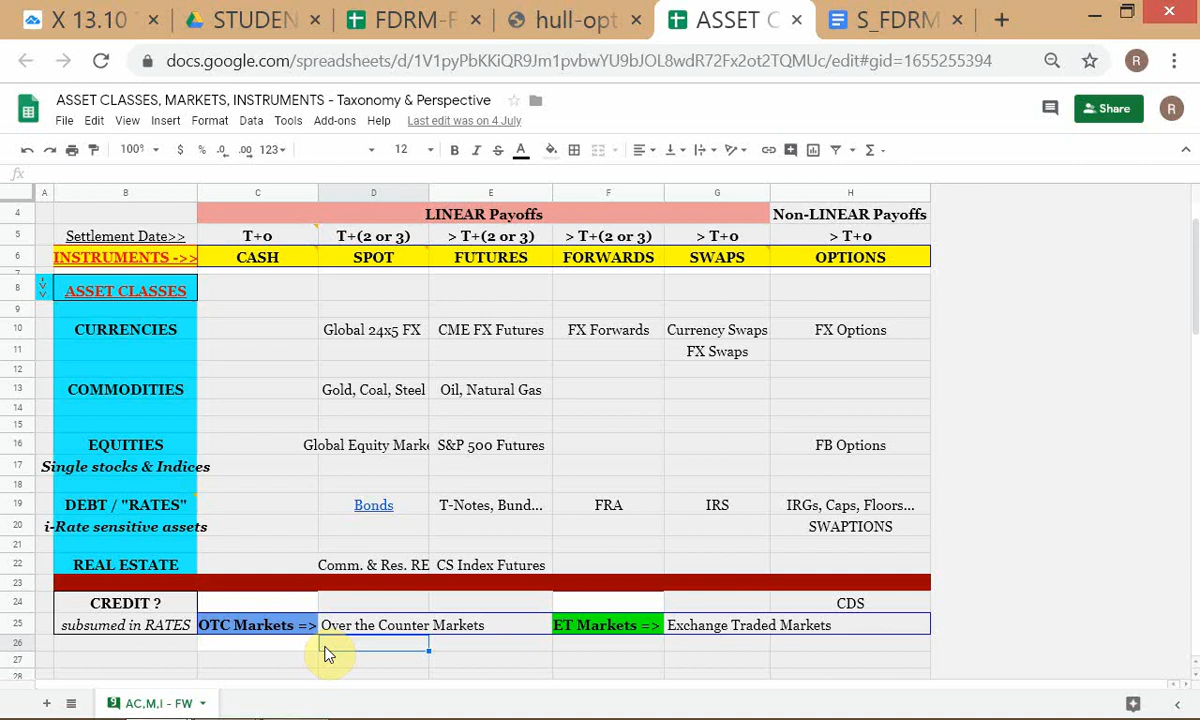 X 13.10
STUDEN
FDRM-F
hull-opt
ASSET C
S_FDRM
docs.google.com/spreadsheets/d/1V1pyPbKKiQR9Jm1pvbwYU9bJOL8wdR72Fx2ot2TQMUc/edit#gid=1655255394
R
ASSET CLASSES, MARKETS, INSTRUMENTS - Taxonomy & Perspective
File Edit View Insert Format Data Tools Add-ons Help Last edit was on 4 July
Share
R
100% $ % .0 .00 123 12 B I S A
fx
A B C D E F G H
4 LINEAR Payoffs Non-LINEAR Payoffs
5 Settlement Date>> T+0 T+(2 or 3) > T+(2 or 3) > T+(2 or 3) > T+0 > T+0
6 INSTRUMENTS ->> CASH SPOT FUTURES FORWARDS SWAPS OPTIONS
7
8 ASSET CLASSES
9
10 CURRENCIES Global 24x5 FX CME FX Futures FX Forwards Currency Swaps FX Options
11 FX Swaps
12
13 COMMODITIES Gold, Coal, Steel Oil, Natural Gas
14
15
16 EQUITIES Global Equity Marke S&P 500 Futures FB Options
17 Single stocks & Indices
18
19 DEBT / "RATES" Bonds T-Notes, Bund... FRA IRS IRGs, Caps, Floors...
20 i-Rate sensitive assets SWAPTIONS
21
22 REAL ESTATE Comm. & Res. RE CS Index Futures
23
24 CREDIT ? CDS
25 subsumed in RATES OTC Markets => Over the Counter Markets ET Markets => Exchange Traded Markets
26
27
28
AC,M,I - FW